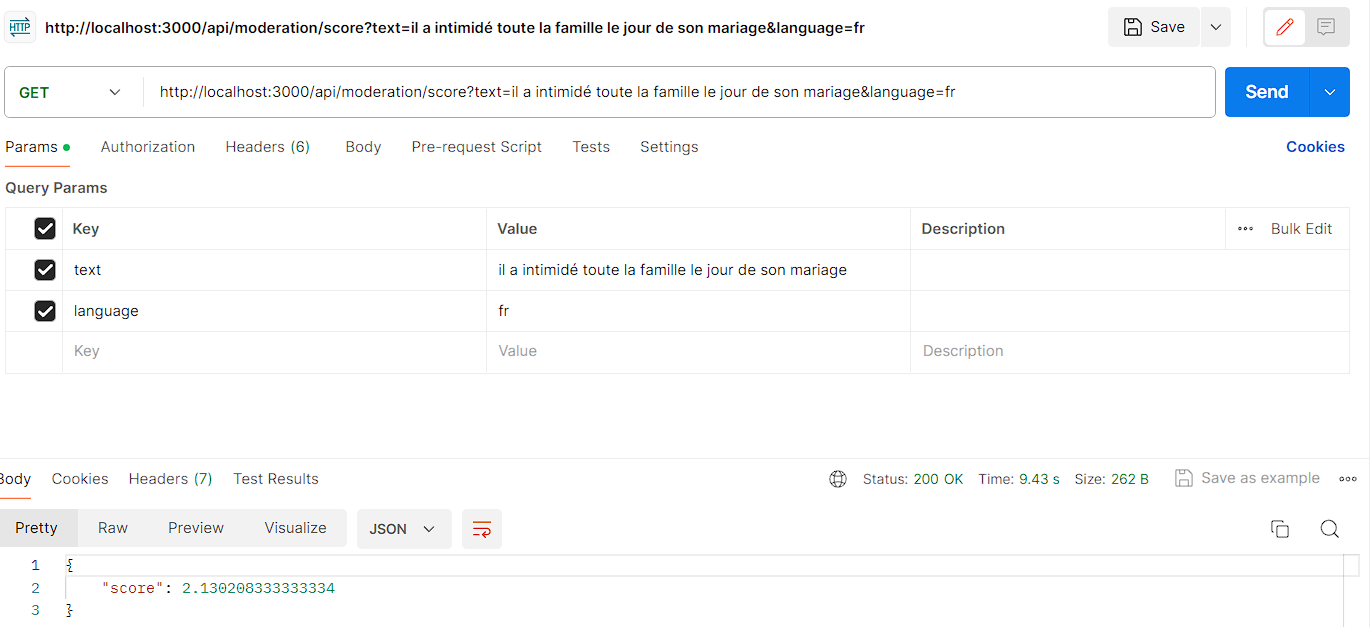 HTTP http://localhost:3000/api/moderation/score?text=il a intimidé toute la famille le jour de son mariage&language=fr Save
GET http://localhost:3000/api/moderation/score?text=il a intimidé toute la famille le jour de son mariage&language=fr Send
Params Authorization Headers (6) Body Pre-request Script Tests Settings Cookies
Query Params
Key Value Description Bulk Edit
text il a intimidé toute la famille le jour de son mariage
language fr
Key Value Description
Body Cookies Headers (7) Test Results Status: 200 OK Time: 9.43 s Size: 262 B Save as example
Pretty Raw Preview Visualize JSON
1 {
2 "score": 2.130208333333334
3 }